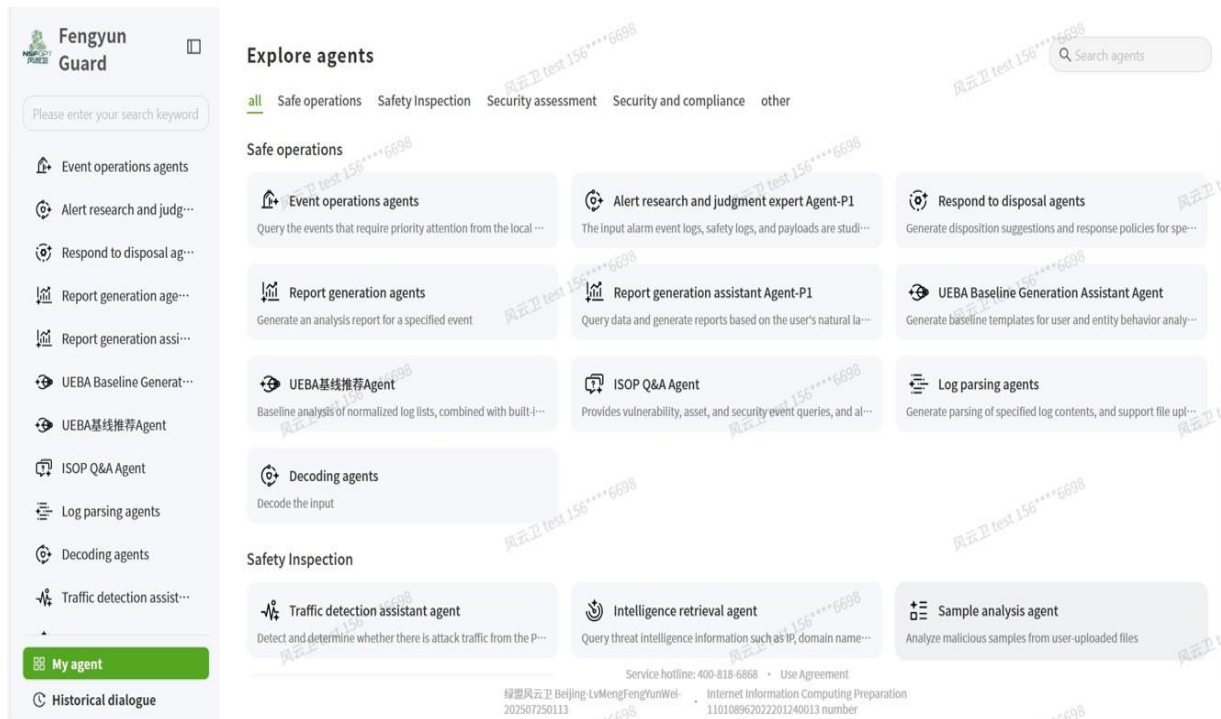 NSFGPT
风云卫
Fengyun
Guard
Please enter your search keyword
Event operations agents
Alert research and judg···
Respond to disposal ag···
Report generation age···
Report generation assi···
UEBA Baseline Generat···
UEBA基线推荐Agent
ISOP Q&A Agent
Log parsing agents
Decoding agents
Traffic detection assist···
My agent
Historical dialogue
Explore agents
Search agents
all Safe operations Safety Inspection Security assessment Security and compliance other
Safe operations
Event operations agents
Query the events that require priority attention from the local ···
Alert research and judgment expert Agent-P1
The input alarm event logs, safety logs, and payloads are studi···
Respond to disposal agents
Generate disposition suggestions and response policies for spe···
Report generation agents
Generate an analysis report for a specified event
Report generation assistant Agent-P1
Query data and generate reports based on the user's natural la···
UEBA Baseline Generation Assistant Agent
Generate baseline templates for user and entity behavior analy···
UEBA基线推荐Agent
Baseline analysis of normalized log lists, combined with built-i···
ISOP Q&A Agent
Provides vulnerability, asset, and security event queries, and al···
Log parsing agents
Generate parsing of specified log contents, and support file upl···
Decoding agents
Decode the input
Safety Inspection
Traffic detection assistant agent
Detect and determine whether there is attack traffic from the P···
Intelligence retrieval agent
Query threat intelligence information such as IP, domain name···
Sample analysis agent
Analyze malicious samples from user-uploaded files
Service hotline: 400-818-6868 · Use Agreement
绿盟风云卫 Beijing-LvMengFengYunWei-
202507250113
· Internet Information Computing Preparation
110108962022201240013 number
风云卫 test 156****6698